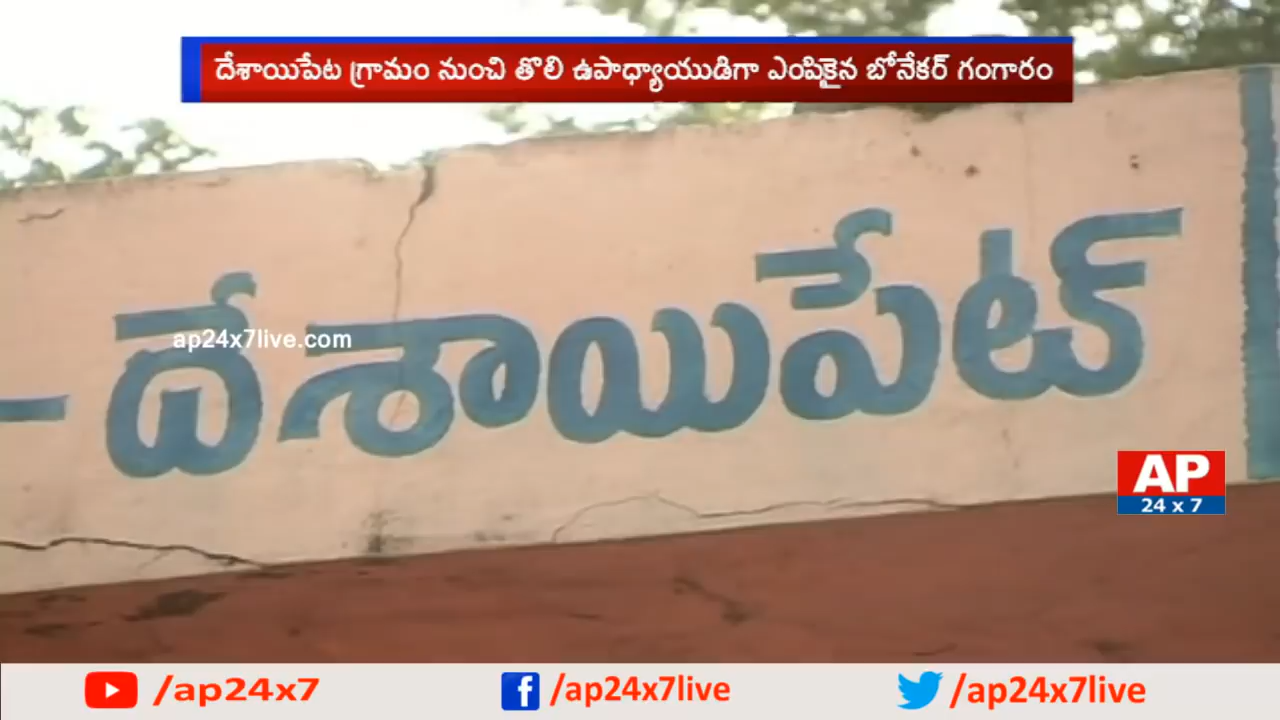 దేశాయిపేట గ్రామం నుంచి తొలి ఉపాధ్యాయుడిగా ఎంపికైన బోనేకర్ గంగారం
- దేశాయిపేట్
ap24x7live.com
AP
24 x 7
/ap24x7
f /ap24x7live
/ap24x7live